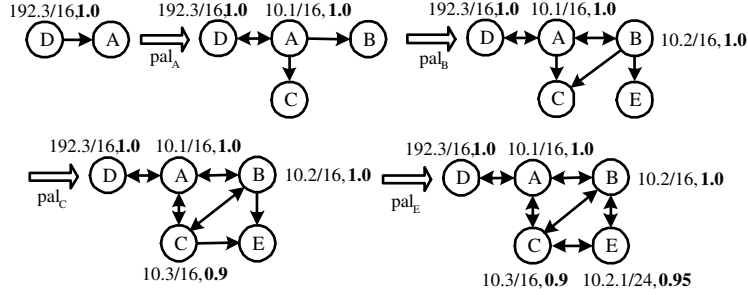 192.3/16,1.0
D
A
pal_A
192.3/16,1.0
10.1/16,1.0
D
A
B
C
pal_B
192.3/16,1.0
10.1/16,1.0
D
A
B
10.2/16,1.0
C
E
pal_C
192.3/16,1.0
10.1/16,1.0
D
A
B
10.2/16,1.0
C
E
10.3/16,0.9
pal_E
192.3/16,1.0
10.1/16,1.0
D
A
B
10.2/16,1.0
C
E
10.3/16,0.9
10.2.1/24,0.95